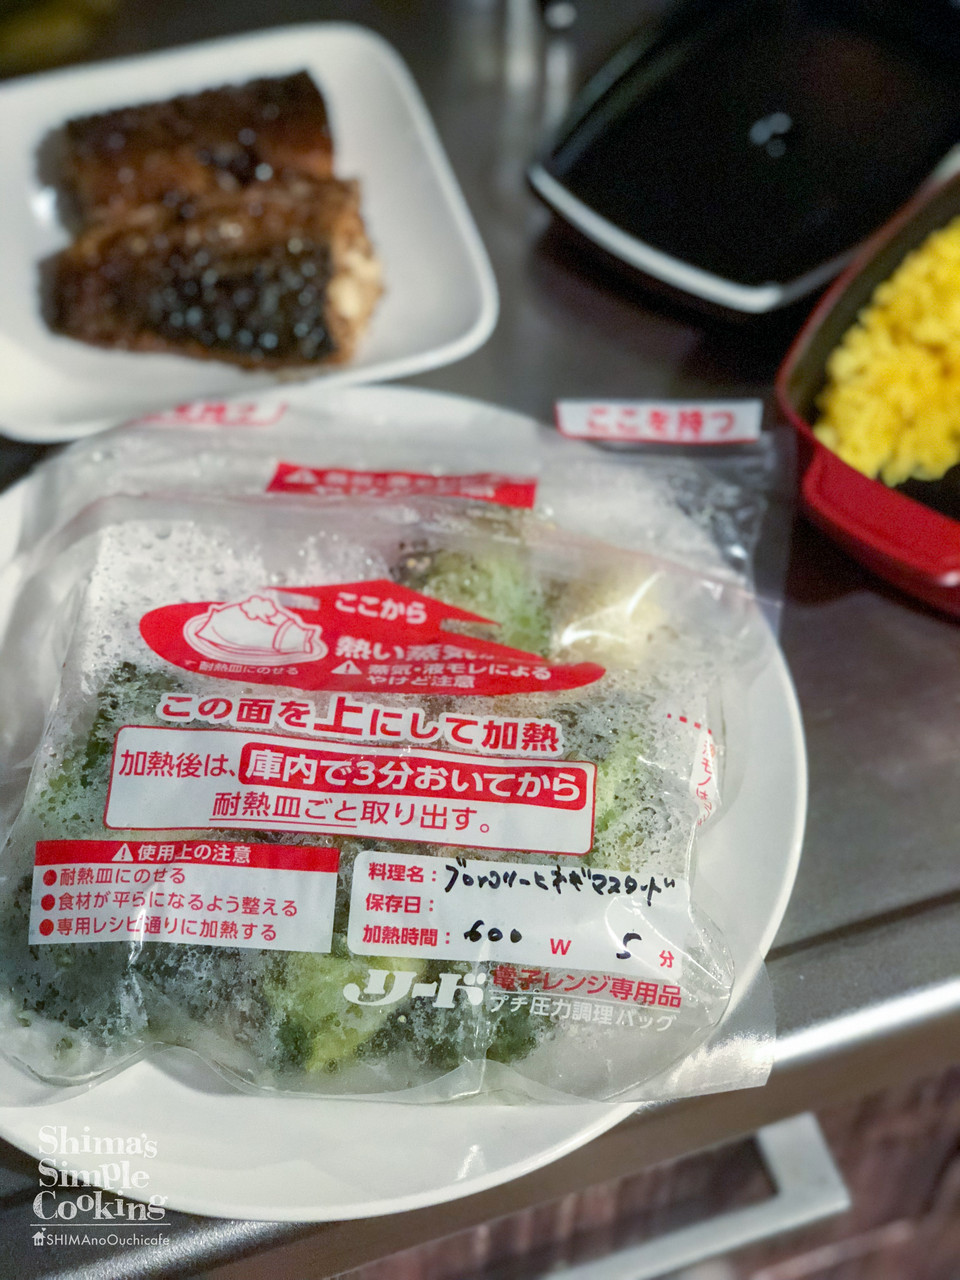 ここを持つ
ここから
熱い蒸気が
耐熱皿にのせる
⚠蒸気・液モレによる
やけど注意
この面を上にして加熱
加熱後は、庫内で3分おいてから
耐熱皿ごと取り出す。
⚠使用上の注意
●耐熱皿にのせる
●食材が平らになるよう整える
●専用レシピ通りに加熱する
料理名：ブロッコリーとネギマスタード
保存日：
加熱時間：600 W 5 分
リード 電子レンジ専用品
プチ圧力調理バッグ
Shima's
Simple
Cooking
SHIMAnoOuchicafe